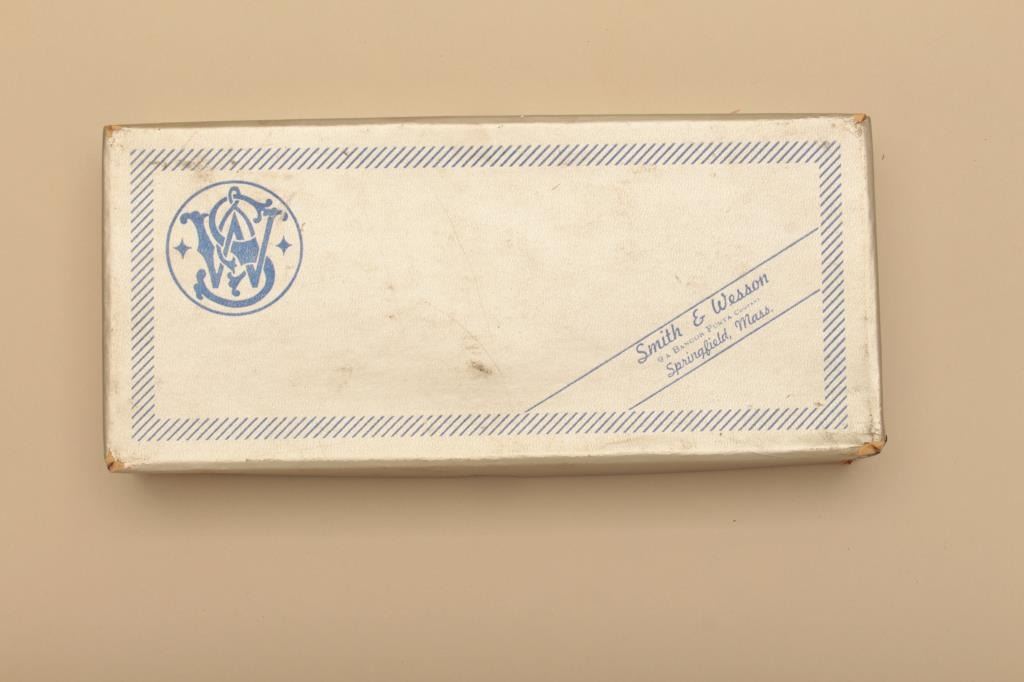 S&W
Smith & Wesson
A BANGOR PUNTA COMPANY
Springfield, Mass.